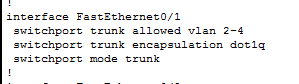 !
interface FastEthernet0/1
 switchport trunk allowed vlan 2-4
 switchport trunk encapsulation dot1q
 switchport mode trunk
!